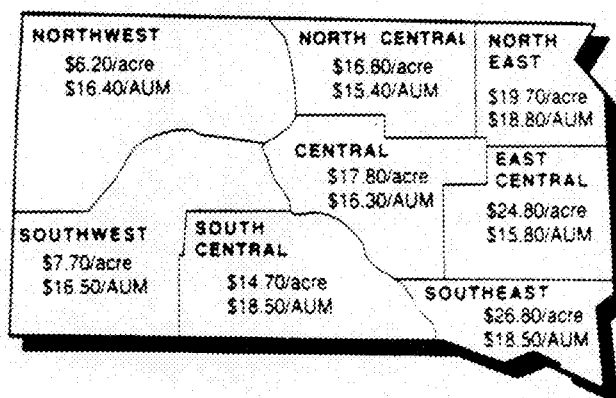 NORTHWEST
$6.20/acre
$16.40/AUM
NORTH CENTRAL
$16.80/acre
$15.40/AUM
NORTH
EAST
$19.70/acre
$18.80/AUM
CENTRAL
$17.80/acre
$16.30/AUM
EAST
CENTRAL
$24.80/acre
$15.80/AUM
SOUTHWEST
$7.70/acre
$16.50/AUM
SOUTH
CENTRAL
$14.70/acre
$18.50/AUM
SOUTHEAST
$26.80/acre
$18.50/AUM